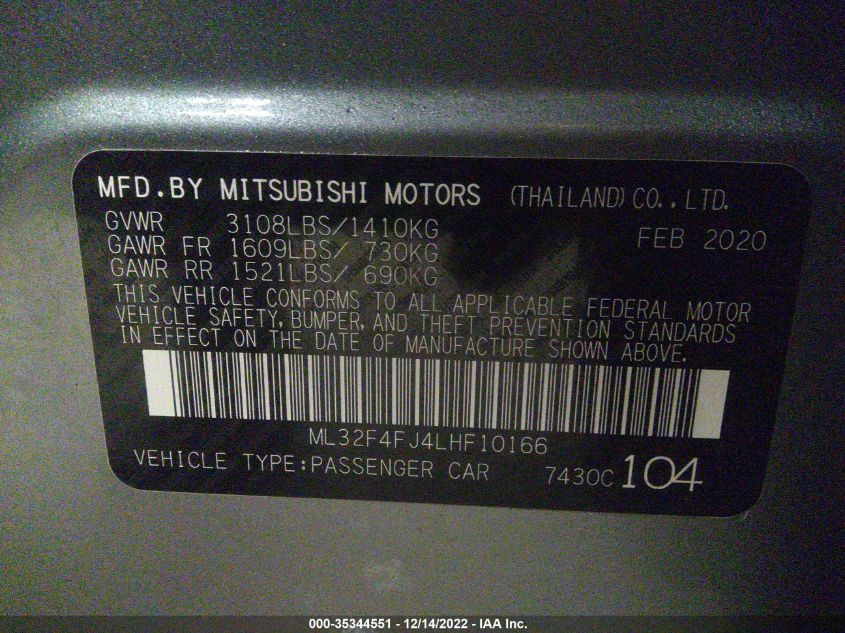 MFD.BY MITSUBISHI MOTORS (THAILAND) CO., LTD.
GVWR 3108LBS/1410KG FEB 2020
GAWR FR 1609LBS/ 730KG
GAWR RR 1521LBS/ 690KG
THIS VEHICLE CONFORMS TO ALL APPLICABLE FEDERAL MOTOR
VEHICLE SAFETY, BUMPER, AND THEFT PREVENTION STANDARDS
IN EFFECT ON THE DATE OF MANUFACTURE SHOWN ABOVE.
ML32F4FJ4LHF10166
VEHICLE TYPE:PASSENGER CAR 7430C 104
000-35344551 - 12/14/2022 - IAA Inc.